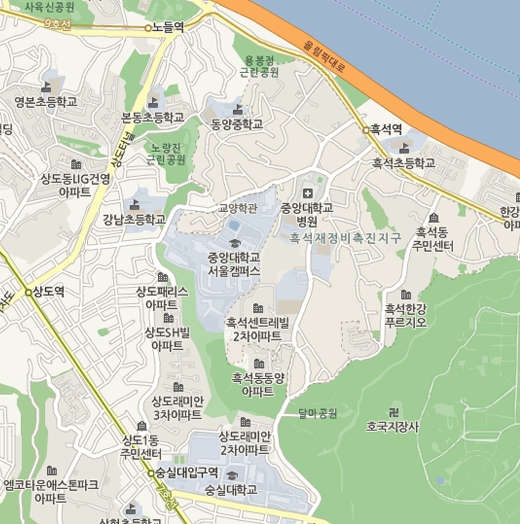 사육신공원
9호선
노들역
올림픽대로
용봉정
근린공원
영본초등학교
본동초등학교
동양중학교
흑석역
흑석초등학교
상도터널
노량진
근린공원
상도동LIG건영
아파트
강남초등학교
교양학관
중앙대학교
병원
한강
아파
흑석동
주민센터
흑석재정비촉진지구
중앙대학교
서울캠퍼스
상도역
상도패리스
아파트
상도SH빌
아파트
흑석센트레빌
2차아파트
흑석한강
푸르지오
흑석동동양
아파트
상도래미안
3차아파트
달마공원
호국지장사
상도1동
주민센터
상도래미안
2차아파트
숭실대입구역
숭실대학교
엠코타운애스톤파크
아파트
7호선